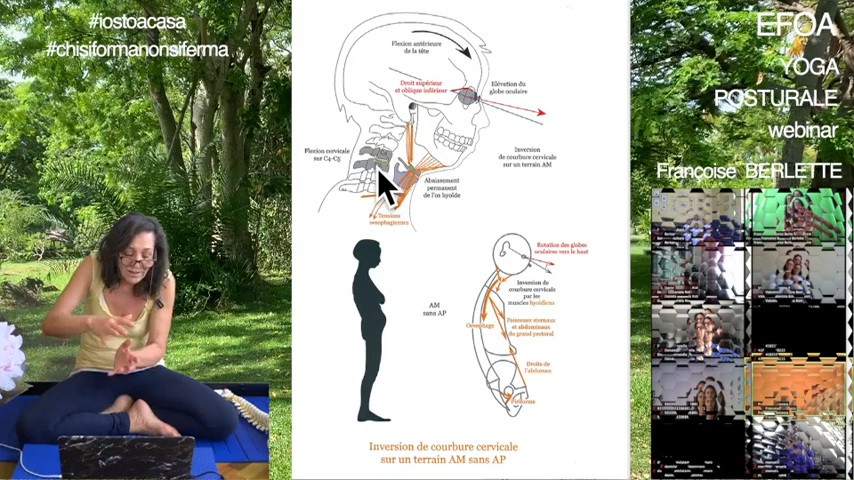 #iostoacasa
#chisiformanonsiferma
Flexion antérieure
de la tête
Droit supérieur
et oblique inférieur
Elévation du
globe oculaire
Flexion cervicale
sur C4-C5
Inversion
de courbure cervicale
sur un terrain AM
Abaissement
permanent
de l'os hyoïde
Tensions
oesophagiennes
Rotation des globes
oculaires vers le haut
Inversion de
courbure cervicale
par les
muscles hyoïdiens
AM
sans AP
Oesophage
Faisceaux sternaux
et abdominaux
du grand pectoral
Droits de
l'abdomen
Piriforme
Inversion de courbure cervicale
sur un terrain AM sans AP
EFOA
YOGA
POSTURALE
webinar
Françoise BERLETTE